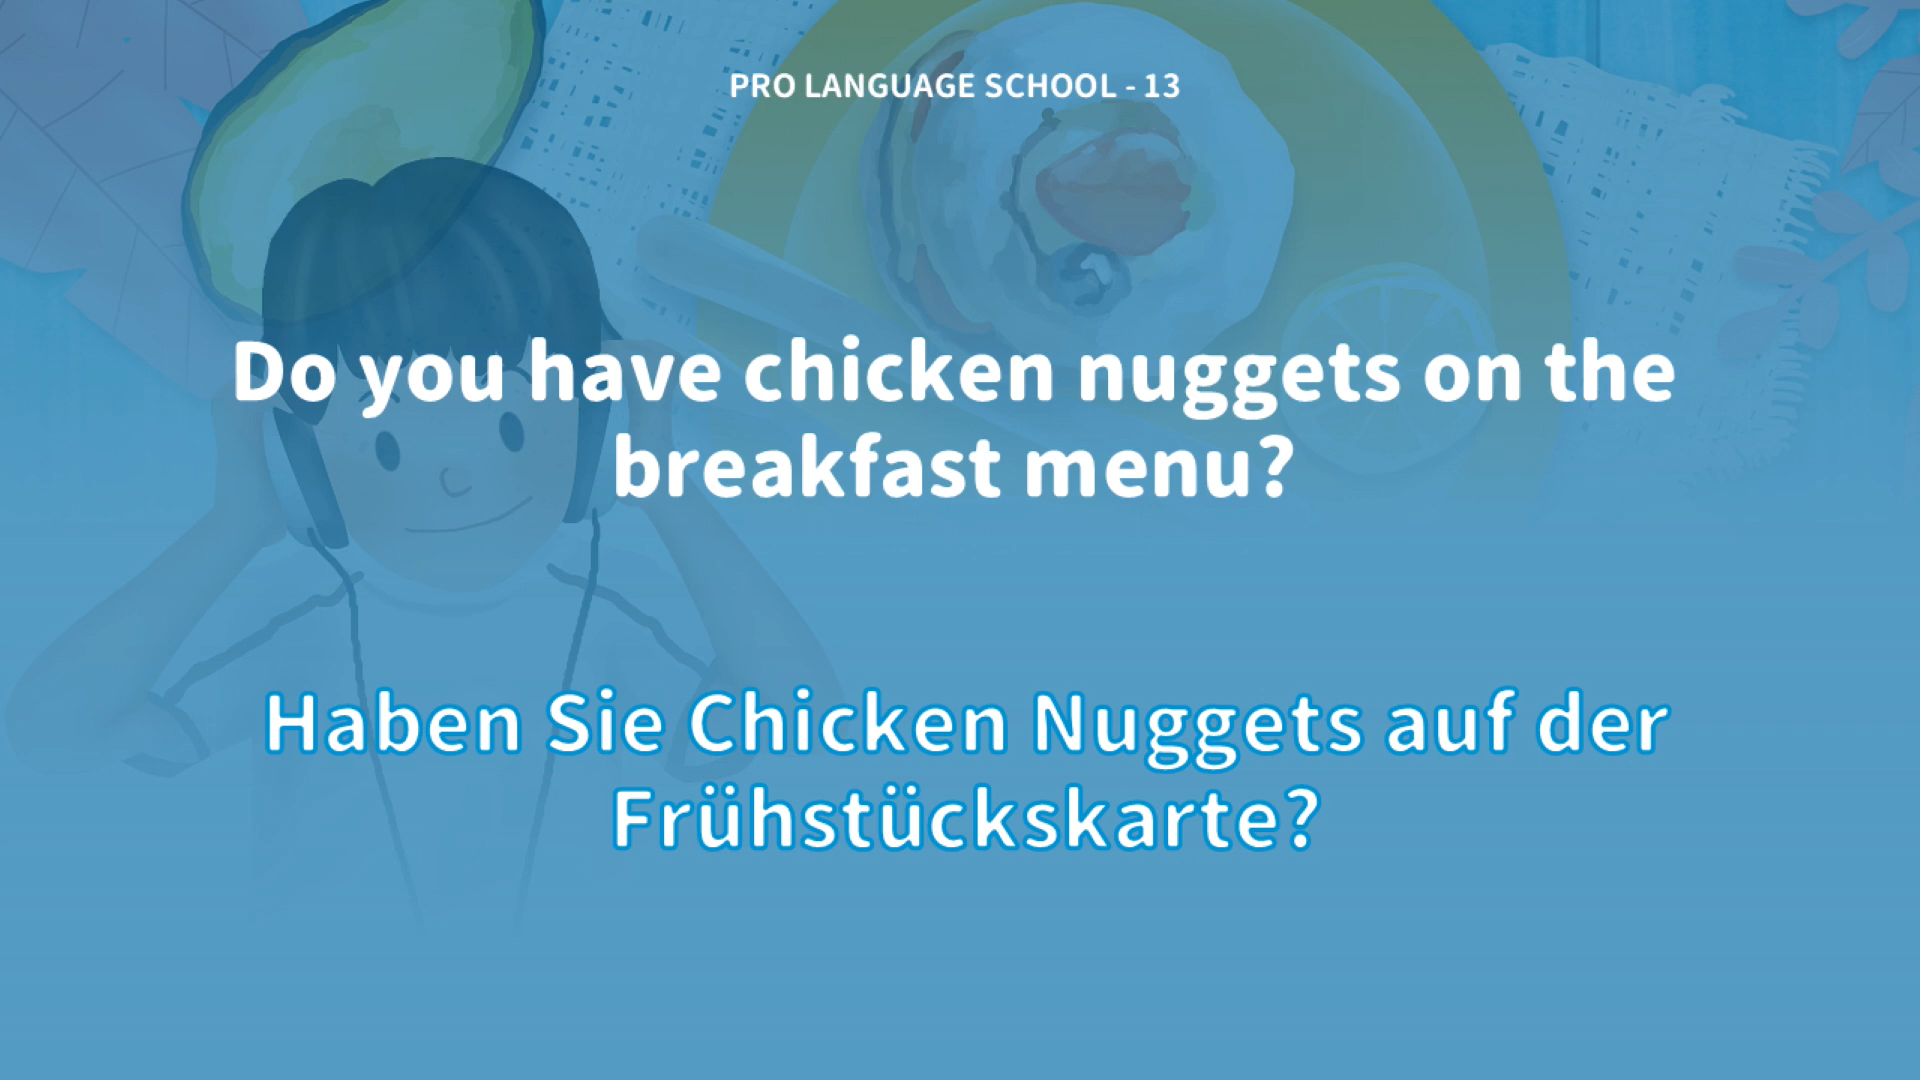 PRO LANGUAGE SCHOOL - 13
Do you have chicken nuggets on the
breakfast menu?
Haben Sie Chicken Nuggets auf der
Frühstückskarte?